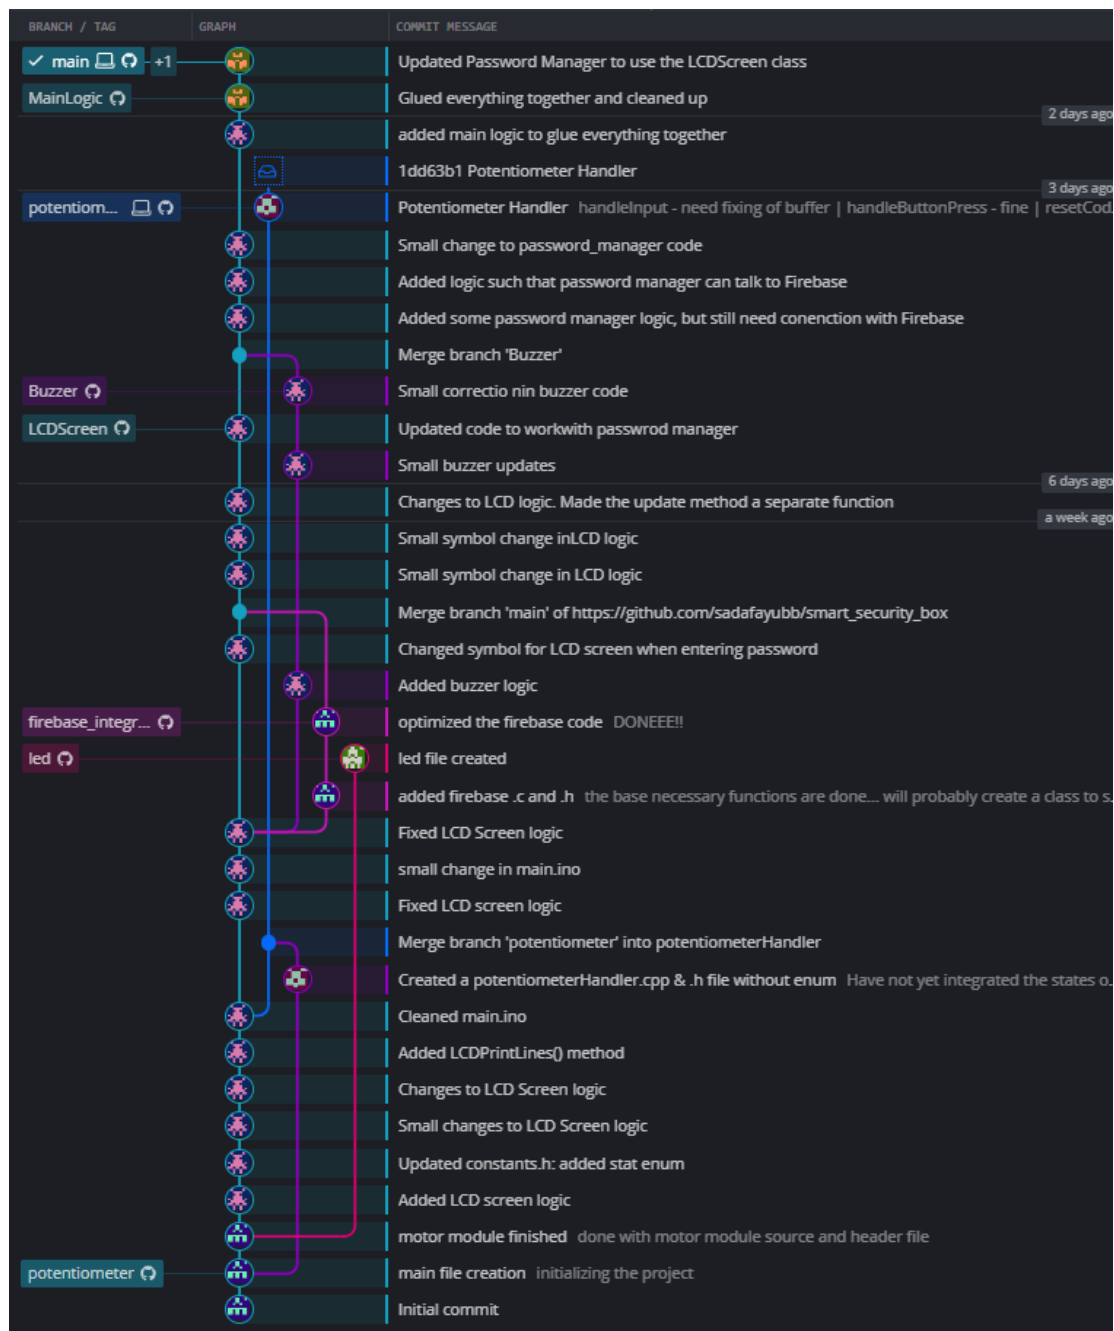 BRANCH / TAG GRAPH COMMIT MESSAGE
main +1 Updated Password Manager to use the LCDScreen class
MainLogic Glued everything together and cleaned up
2 days ago
added main logic to glue everything together
1dd63b1 Potentiometer Handler
3 days ago
potentiom... Potentiometer Handler handleInput - need fixing of buffer | handleButtonPress - fine | resetCod
Small change to password_manager code
Added logic such that password manager can talk to Firebase
Added some password manager logic, but still need conenction with Firebase
Merge branch 'Buzzer'
Buzzer Small correctio nin buzzer code
LCDScreen Updated code to workwith passwrod manager
Small buzzer updates
6 days ago
Changes to LCD logic. Made the update method a separate function
a week ago
Small symbol change inLCD logic
Small symbol change in LCD logic
Merge branch 'main' of https://github.com/sadafayubb/smart_security_box
Changed symbol for LCD screen when entering password
Added buzzer logic
firebase_integr... optimized the firebase code DONEEE!!
led led file created
added firebase .c and .h the base necessary functions are done... will probably create a class to s..
Fixed LCD Screen logic
small change in main.ino
Fixed LCD screen logic
Merge branch 'potentiometer' into potentiometerHandler
Created a potentiometerHandler.cpp & .h file without enum Have not yet integrated the states o..
Cleaned main.ino
Added LCDPrintLines() method
Changes to LCD Screen logic
Small changes to LCD Screen logic
Updated constants.h: added stat enum
Added LCD screen logic
motor module finished done with motor module source and header file
potentiometer main file creation initializing the project
Initial commit